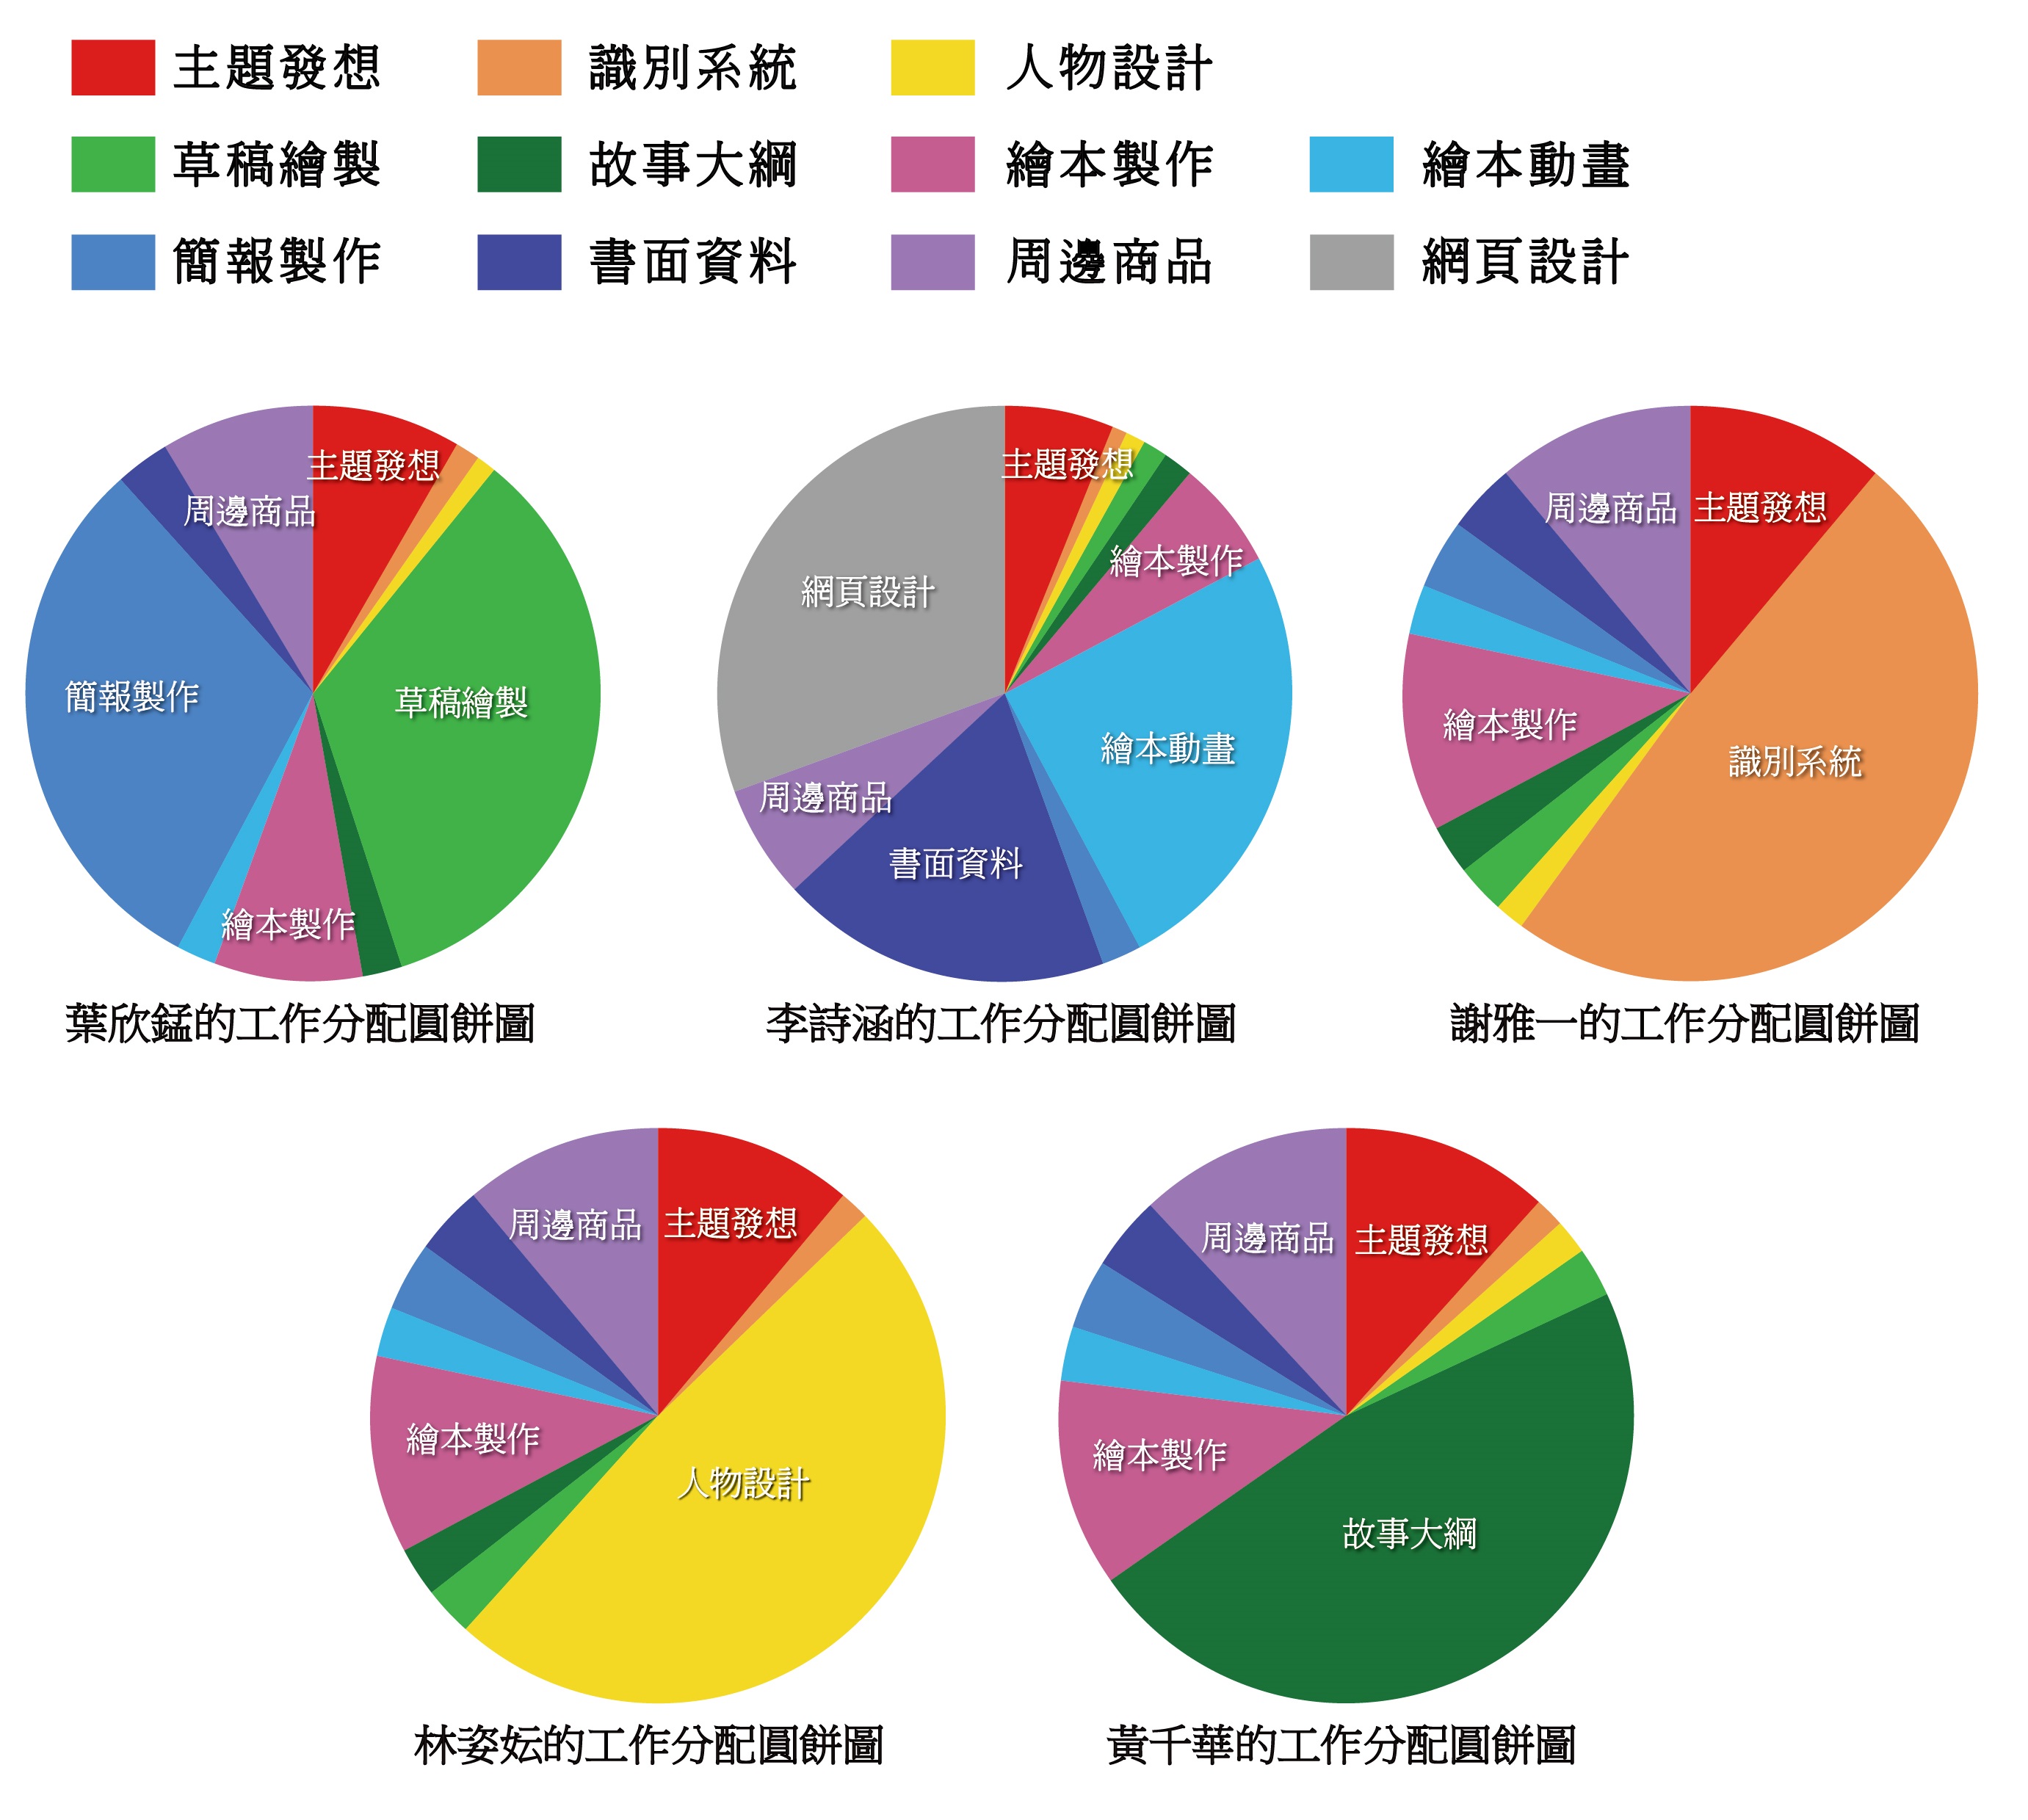 主題發想 識別系統 人物設計
草稿繪製 故事大綱 繪本製作 繪本動畫
簡報製作 書面資料 周邊商品 網頁設計
主題發想
周邊商品
簡報製作
草稿繪製
繪本製作
葉欣錳的工作分配圓餅圖
主題發想
繪本製作
網頁設計
繪本動畫
周邊商品
書面資料
李詩涵的工作分配圓餅圖
周邊商品
主題發想
繪本製作
識別系統
謝雅一的工作分配圓餅圖
周邊商品
主題發想
繪本製作
人物設計
林姿妘的工作分配圓餅圖
周邊商品
主題發想
繪本製作
故事大綱
黃千華的工作分配圓餅圖